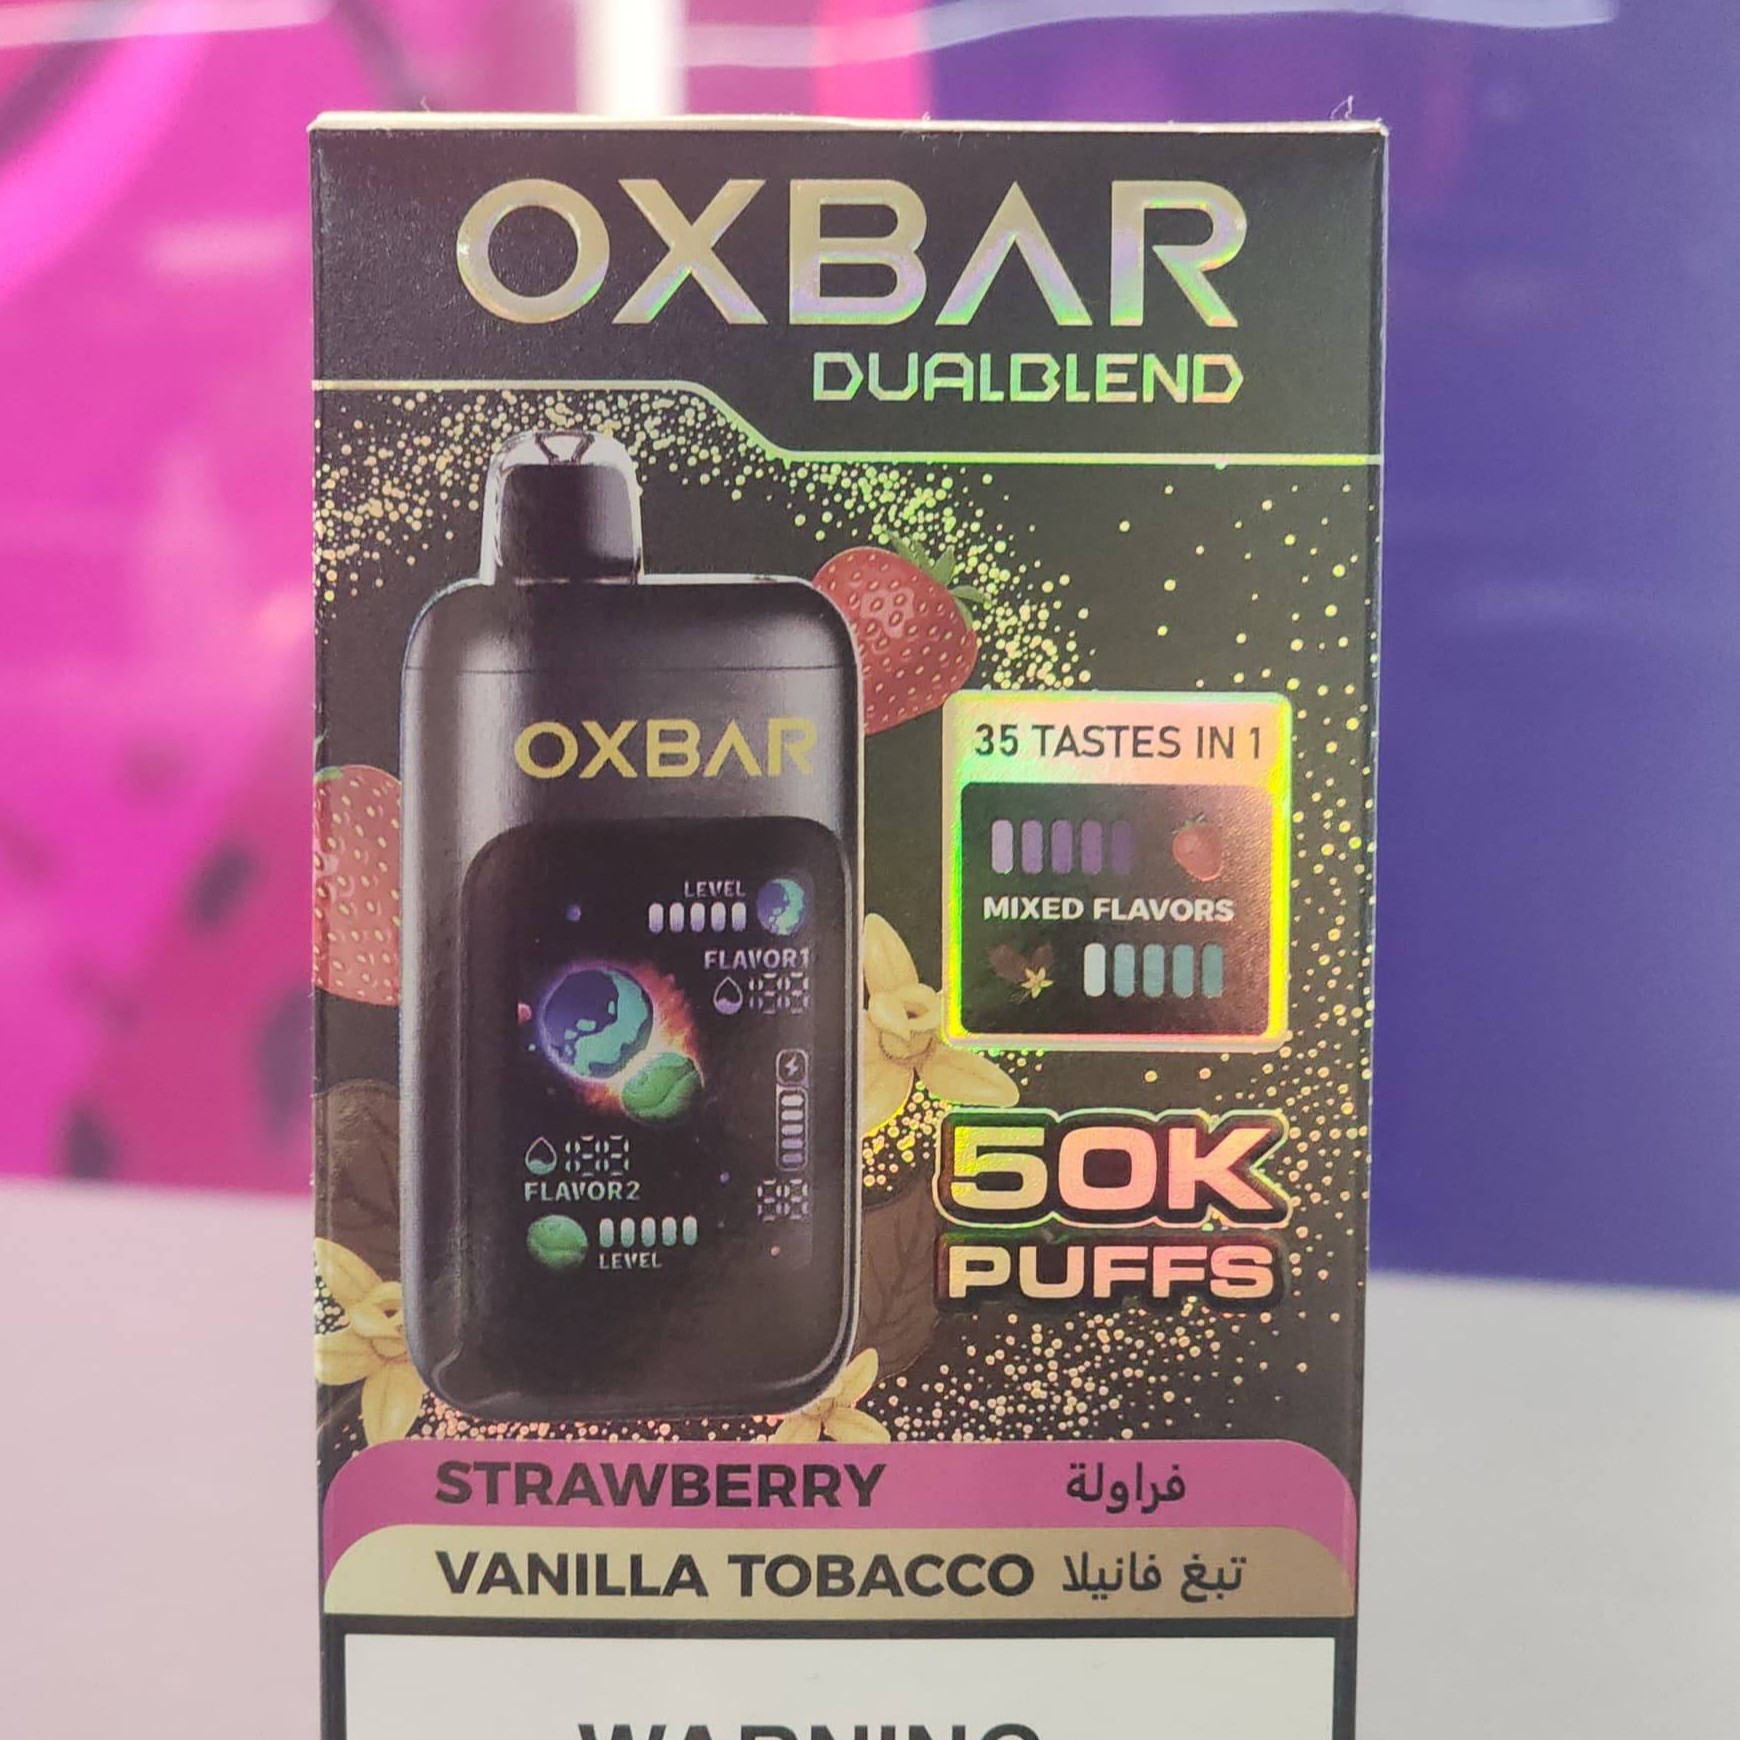 OXBAR
DUALBLEND
OXBAR
35 TASTES IN 1
LEVEL
MIXED FLAVORS
FLAVOR1
50K
PUFFS
FLAVOR2
LEVEL
STRAWBERRY فراولة
VANILLA TOBACCO تبغ فانيلا
WARNING